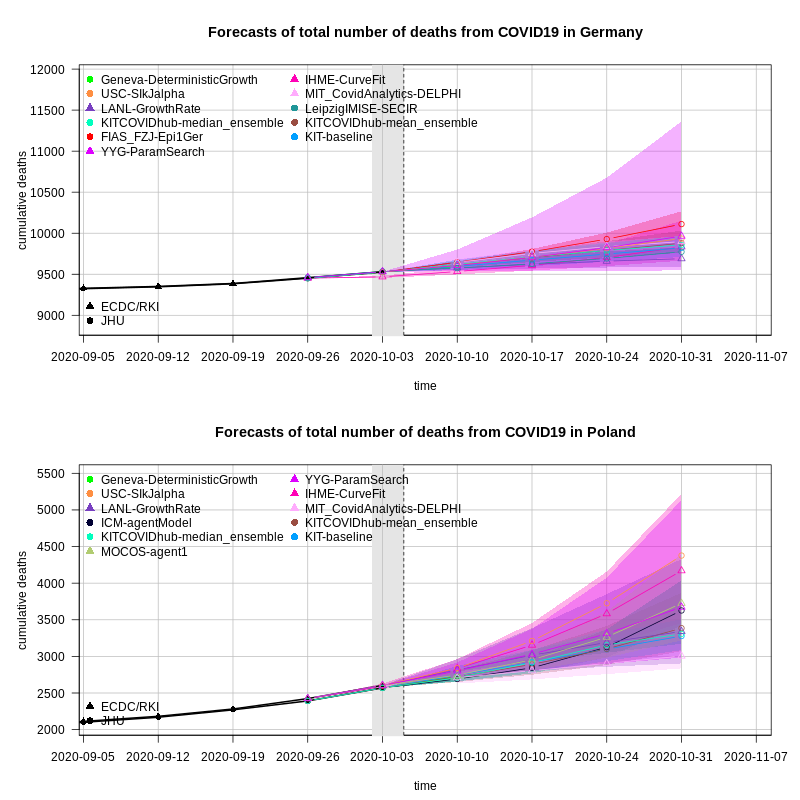 Forecasts of total number of deaths from COVID19 in Germany
12000
11500
11000
10500
10000
9500
9000
cumulative deaths
Geneva-DeterministicGrowth
USC-SIkJalpha
LANL-GrowthRate
KITCOVIDhub-median_ensemble
FIAS_FZJ-Epi1Ger
YYG-ParamSearch
IHME-CurveFit
MIT_CovidAnalytics-DELPHI
LeipzigIMISE-SECIR
KITCOVIDhub-mean_ensemble
KIT-baseline
ECDC/RKI
JHU
2020-09-05 2020-09-12 2020-09-19 2020-09-26 2020-10-03 2020-10-10 2020-10-17 2020-10-24 2020-10-31 2020-11-07
time
Forecasts of total number of deaths from COVID19 in Poland
5500
5000
4500
4000
3500
3000
2500
2000
cumulative deaths
Geneva-DeterministicGrowth
USC-SIkJalpha
LANL-GrowthRate
ICM-agentModel
KITCOVIDhub-median_ensemble
MOCOS-agent1
YYG-ParamSearch
IHME-CurveFit
MIT_CovidAnalytics-DELPHI
KITCOVIDhub-mean_ensemble
KIT-baseline
ECDC/RKI
JHU
2020-09-05 2020-09-12 2020-09-19 2020-09-26 2020-10-03 2020-10-10 2020-10-17 2020-10-24 2020-10-31 2020-11-07
time